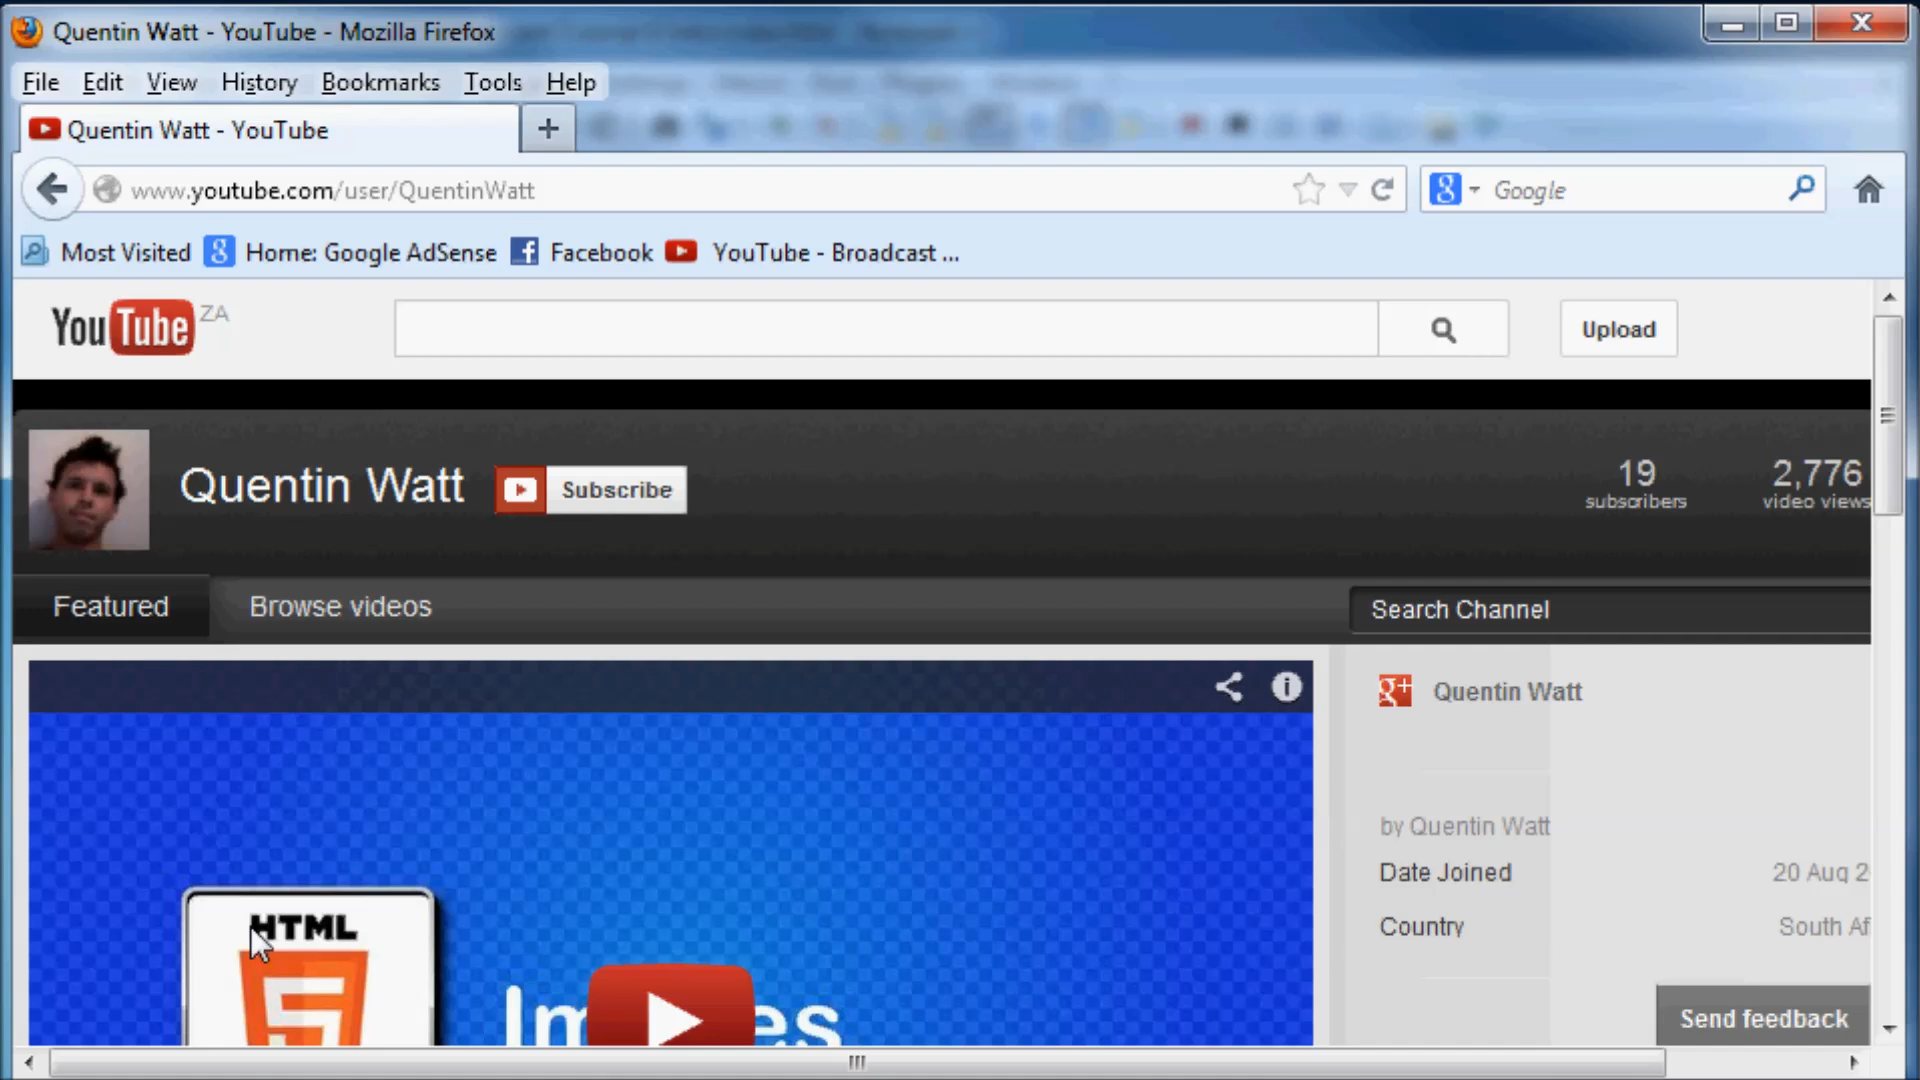 Quentin Watt - YouTube - Mozilla Firefox
File Edit View History Bookmarks Tools Help
Quentin Watt - YouTube
www.youtube.com/user/QuentinWatt
Google
Most Visited Home: Google AdSense Facebook YouTube - Broadcast ...
YouTube ZA
Upload
Quentin Watt Subscribe
19 2,776
subscribers video views
Featured Browse videos Search Channel
Quentin Watt
by Quentin Watt
Date Joined 20 Aug 2
Country South Af
HTML
5
Send feedback